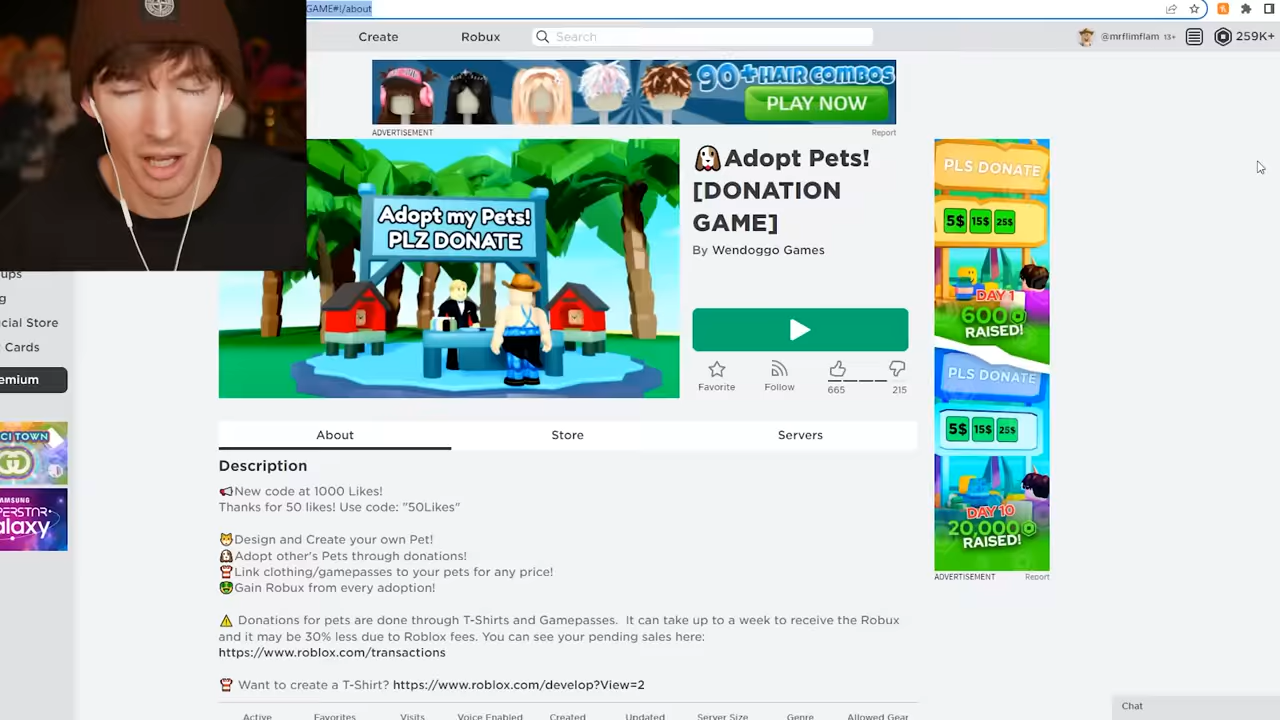 GAME#!/about
Create
Roblux
Search
@mrflimflam 13+
259K+
90+HAIR COMBOS
PLAY NOW
ADVERTISEMENT
Report
Adopt my Pets!
PLZ DONATE
Adopt Pets!
[DONATION
GAME]
By Wendoggo Games
Favorite
Follow
665
215
PLS DONATE
5$ 15$ 25$
DAY 1
600
RAISED!
PLS DONATE
5$ 15$ 25$
DAY 10
20,000
RAISED!
ADVERTISEMENT
Report
ups
g
cial Store
Cards
emium
CI TOWN
AMSUNG
PERSTAR
alaxy
About
Store
Servers
Description
New code at 1000 Likes!
Thanks for 50 likes! Use code: "50Likes"
Design and Create your own Pet!
Adopt other's Pets through donations!
Link clothing/gamepasses to your pets for any price!
Gain Robux from every adoption!
Donations for pets are done through T-Shirts and Gamepasses. It can take up to a week to receive the Robux
and it may be 30% less due to Roblox fees. You can see your pending sales here:
https://www.roblox.com/transactions
Want to create a T-Shirt? https://www.roblox.com/develop?View=2
Active
Favorites
Visits
Voice Enabled
Created
Updated
Server Size
Genre
Allowed Gear
Chat